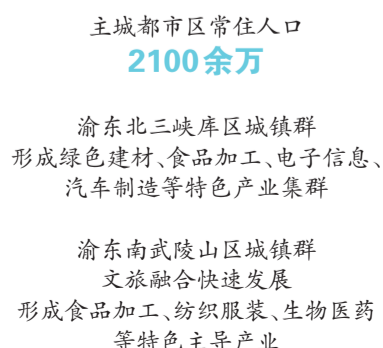 主城都市区常住人口
2100余万
渝东北三峡库区城镇群
形成绿色建材、食品加工、电子信息、
汽车制造等特色产业集群
渝东南武陵山区城镇群
文旅融合快速发展
形成食品加工、纺织服装、生物医药
等特色主导产业